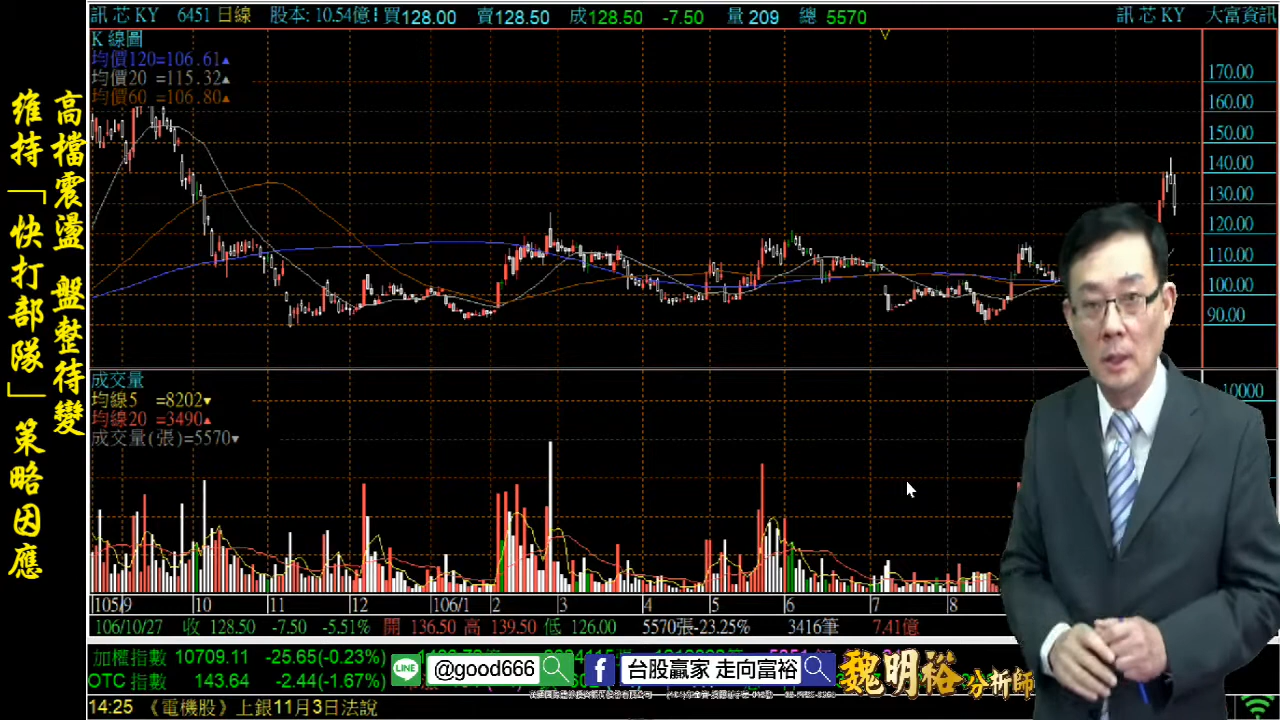 訊芯KY 6451 日線 股本: 10.54億 買128.00 賣128.50 成128.50 -7.50 量 209 總 5570 訊芯KY 大富資訊
K 線圖
均價120=106.61▲
均價20 =115.32▲
均價60 =106.80▲
170.00
160.00
150.00
140.00
130.00
120.00
110.00
100.00
90.00
高檔震盪 盤整待變
維持「快打部隊」策略因應
成交量
均線5 =8202▼
均線20 =3490▲
成交量(張)=5570▼
10000
105/9 10 11 12 106/1 2 3 4 5 6 7 8
106/10/27 收 128.50 -7.50 -5.51% 開 136.50 高 139.50 低 126.00 5570張-23.25% 3416筆 7.41億
加權指數 10709.11 -25.65(-0.23%)
OTC 指數 143.64 -2.44(-1.67%)
LINE @good666 f 台股贏家 走向富裕
魏明裕分析師
14:25 《電機股》上銀11月3日法說